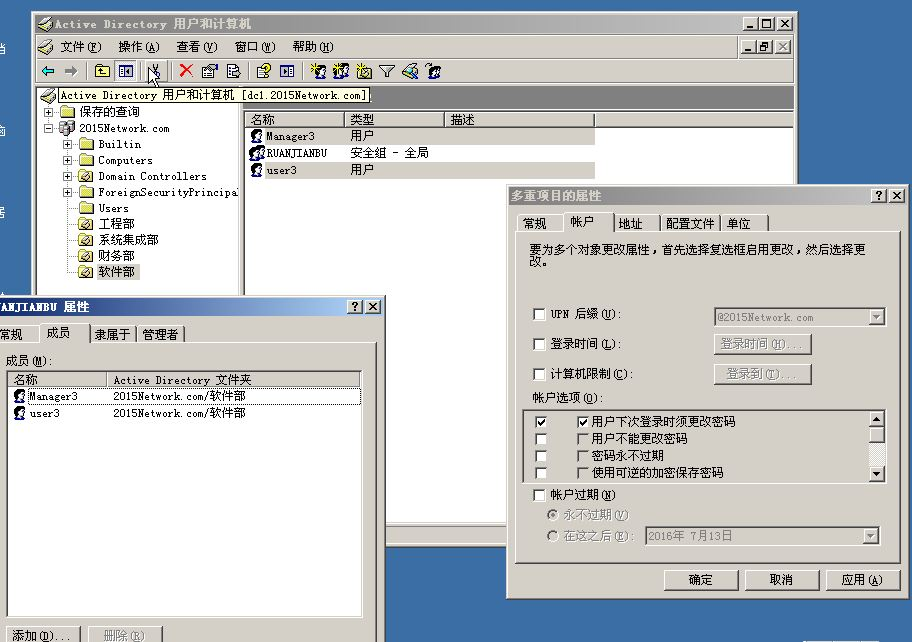 Active Directory 用户和计算机
文件(F) 操作(A) 查看(V) 窗口(W) 帮助(H)
Active Directory 用户和计算机 [dc1.2015Network.com]
保存的查询
2015Network.com
Builtin
Computers
Domain Controllers
ForeignSecurityPrincipa
Users
工程部
系统集成部
财务部
软件部
名称 类型 描述
Manager3 用户
RUANJIANBU 安全组 - 全局
user3 用户
UANJIANBU 属性
常规 成员 隶属于 管理者
成员(M):
名称 Active Directory 文件夹
Manager3 2015Network.com/软件部
user3 2015Network.com/软件部
添加(D)... 删除(R)
多重项目的属性
常规 帐户 地址 配置文件 单位
要为多个对象更改属性，首先选择复选框启用更改，然后选择更
改。
UPN 后缀(U): @2015Network.com
登录时间(L): 登录时间(H)...
计算机限制(C): 登录到(T)...
帐户选项(O):
用户下次登录时须更改密码
用户不能更改密码
密码永不过期
使用可逆的加密保存密码
帐户过期(N)
永不过期(V)
在这之后(E): 2016年 7月13日
确定 取消 应用(A)